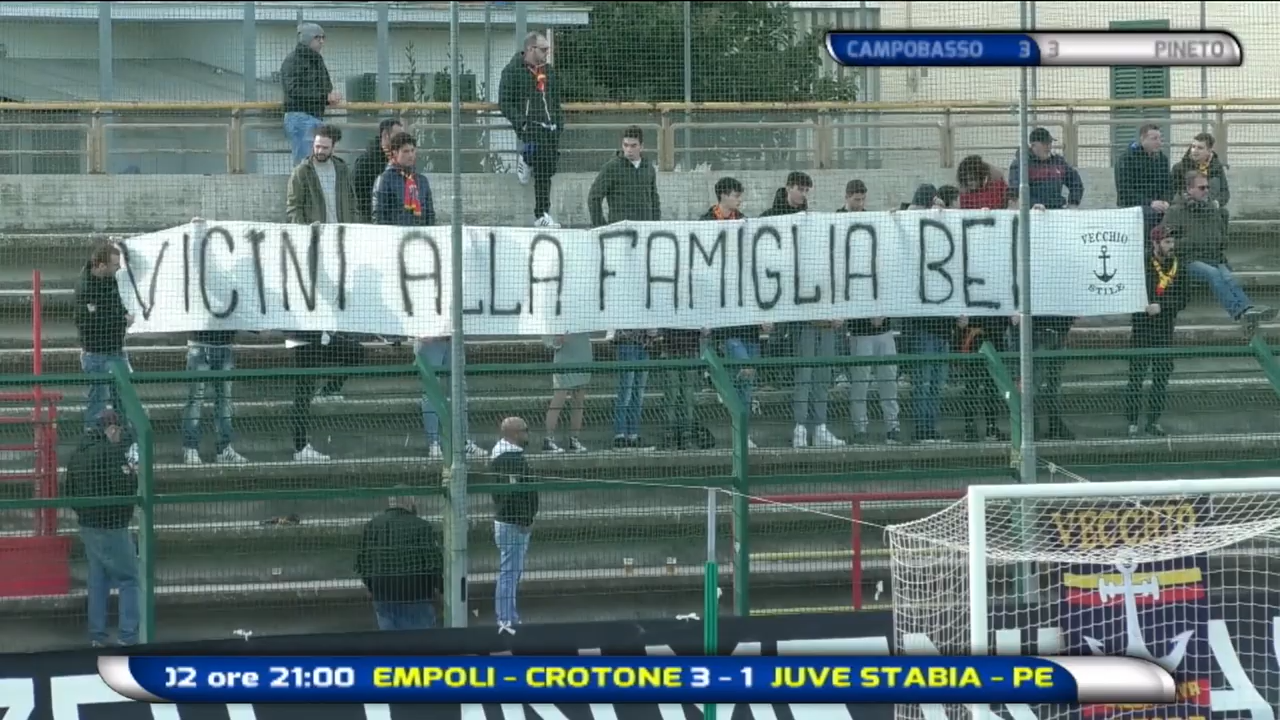 CAMPOBASSO 3 3 PINETO
VICINI ALLA FAMIGLIA BEI
VECCHIO
STILE
VECCHIO
02 ore 21:00 EMPOLI - CROTONE 3 - 1 JUVE STABIA - PE